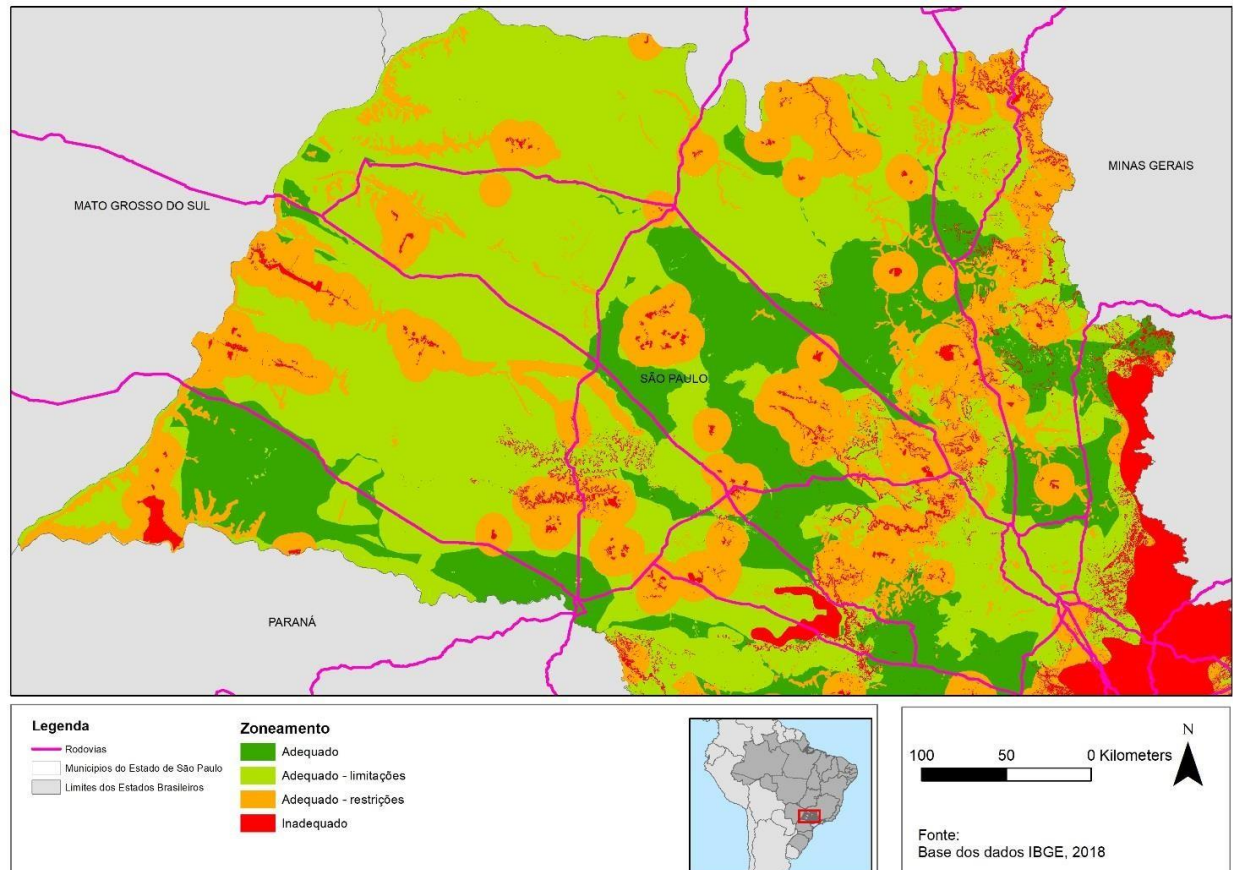 MINAS GERAIS
MATO GROSSO DO SUL
SÃO PAULO
PARANÁ
Legenda
Rodovias
Municipios do Estado de São Paulo
Limites dos Estados Brasileiros
Zoneamento
Adequado
Adequado - limitações
Adequado - restrições
Inadequado
N
100 50 0 Kilometers
Fonte:
Base dos dados IBGE, 2018